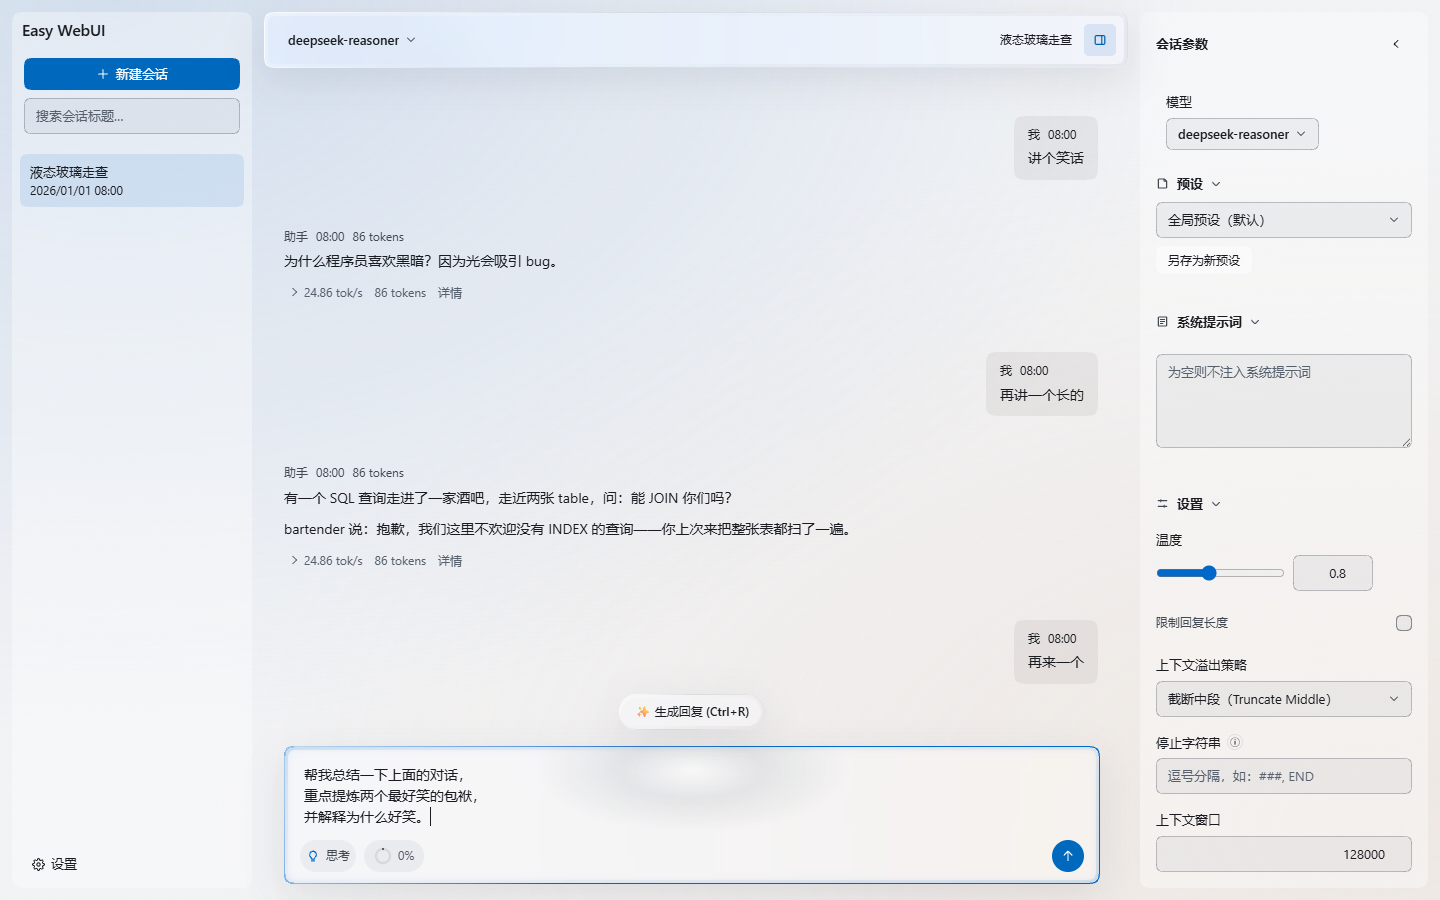 Easy WebUI
新建会话
搜索会话标题...
液态玻璃走查
2026/01/01 08:00
设置
deepseek-reasoner
液态玻璃走查
我 08:00
讲个笑话
助手 08:00 86 tokens
为什么程序员喜欢黑暗？因为光会吸引 bug。
24.86 tok/s 86 tokens 详情
我 08:00
再讲一个长的
助手 08:00 86 tokens
有一个 SQL 查询走进了一家酒吧，走近两张 table，问：能 JOIN 你们吗？
bartender 说：抱歉，我们这里不欢迎没有 INDEX 的查询——你上次来把整张表都扫了一遍。
24.86 tok/s 86 tokens 详情
我 08:00
再来一个
✨ 生成回复 (Ctrl+R)
帮我总结一下上面的对话，
重点提炼两个最好笑的包袱，
并解释为什么好笑。
思考 0%
会话参数
模型
deepseek-reasoner
预设
全局预设（默认）
另存为新预设
系统提示词
为空则不注入系统提示词
设置
温度
0.8
限制回复长度
上下文溢出策略
截断中段（Truncate Middle）
停止字符串
逗号分隔，如：###, END
上下文窗口
128000